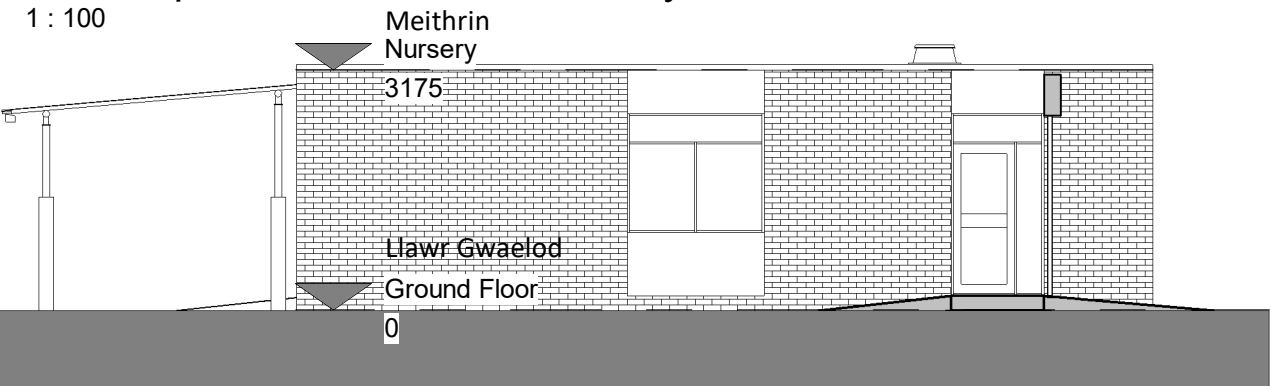 1 : 100
Meithrin
Nursery
3175
Llawr Gwaelod
Ground Floor
0